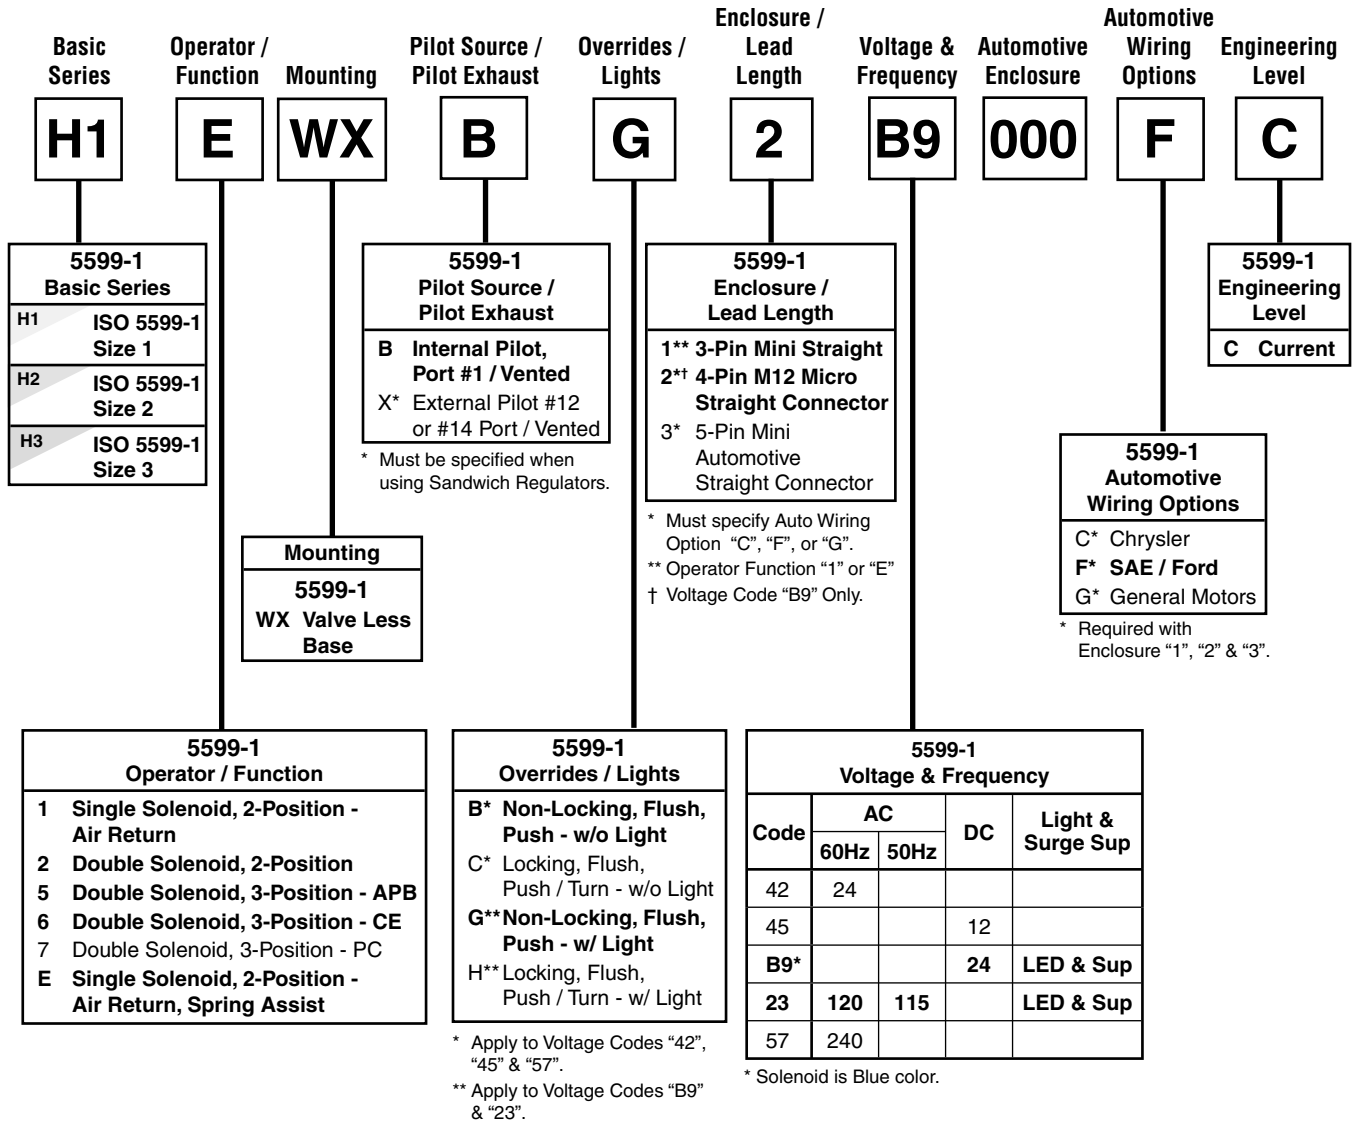 Basic Series
Operator / Function
Mounting
Pilot Source / Pilot Exhaust
Overrides / Lights
Enclosure / Lead Length
Voltage & Frequency
Automotive Enclosure
Automotive Wiring Options
Engineering Level
H1 E WX B G 2 B9 000 F C
5599-1
Basic Series
H1 ISO 5599-1
Size 1
H2 ISO 5599-1
Size 2
H3 ISO 5599-1
Size 3
5599-1
Pilot Source /
Pilot Exhaust
B Internal Pilot,
Port #1 / Vented
X* External Pilot #12
or #14 Port / Vented
* Must be specified when
using Sandwich Regulators.
5599-1
Enclosure /
Lead Length
1** 3-Pin Mini Straight
2*† 4-Pin M12 Micro
Straight Connector
3* 5-Pin Mini
Automotive
Straight Connector
* Must specify Auto Wiring
Option “C”, “F”, or “G”.
** Operator Function “1” or “E”
† Voltage Code “B9” Only.
5599-1
Engineering
Level
C Current
5599-1
Automotive
Wiring Options
C* Chrysler
F* SAE / Ford
G* General Motors
* Required with
Enclosure “1”, “2” & “3”.
Mounting
5599-1
WX Valve Less
Base
5599-1
Operator / Function
1 Single Solenoid, 2-Position -
Air Return
2 Double Solenoid, 2-Position
5 Double Solenoid, 3-Position - APB
6 Double Solenoid, 3-Position - CE
7 Double Solenoid, 3-Position - PC
E Single Solenoid, 2-Position -
Air Return, Spring Assist
5599-1
Overrides / Lights
B* Non-Locking, Flush,
Push - w/o Light
C* Locking, Flush,
Push / Turn - w/o Light
G** Non-Locking, Flush,
Push - w/ Light
H** Locking, Flush,
Push / Turn - w/ Light
* Apply to Voltage Codes “42”,
“45” & “57”.
** Apply to Voltage Codes “B9”
& “23”.
5599-1
Voltage & Frequency
Code AC DC Light & Surge Sup
60Hz 50Hz
42 24
45 12
B9* 24 LED & Sup
23 120 115 LED & Sup
57 240
* Solenoid is Blue color.